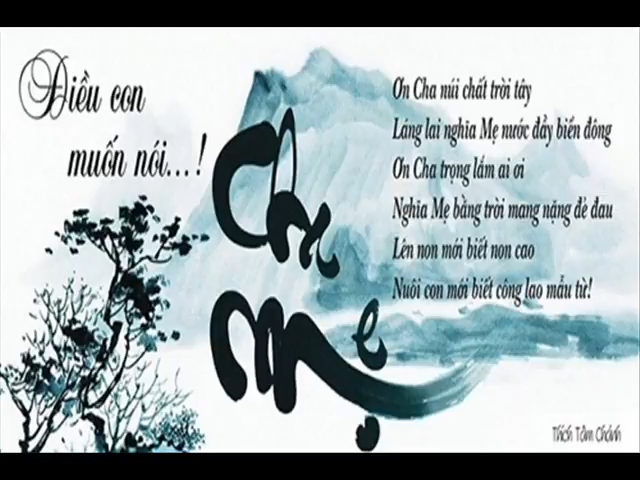 Điều con
muốn nói...!
Cha
Mẹ
Ơn Cha núi chất trời tây
Láng lai nghĩa Mẹ nước đầy biển đông
Ơn Cha trọng lắm ai ơi
Nghĩa Mẹ bằng trời mang nặng đẻ đau
Lên non mới biết non cao
Nuôi con mới biết công lao mẫu từ!
Thích Tâm Chánh